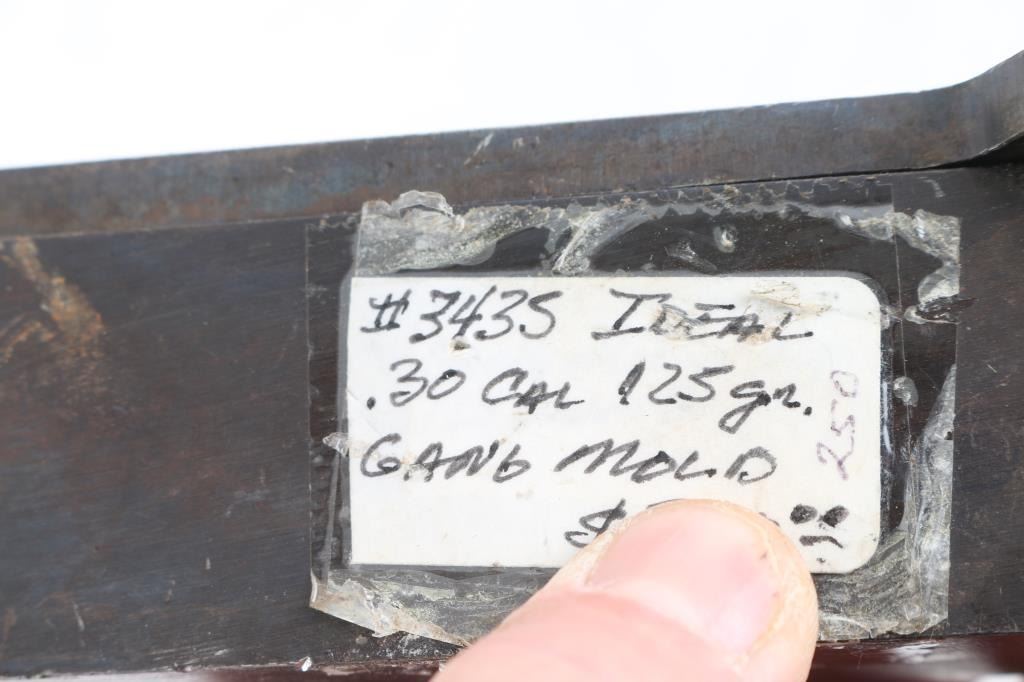 #3435 IDEAL
.30 CAL 125 gr.
GANG MOLD
$
250